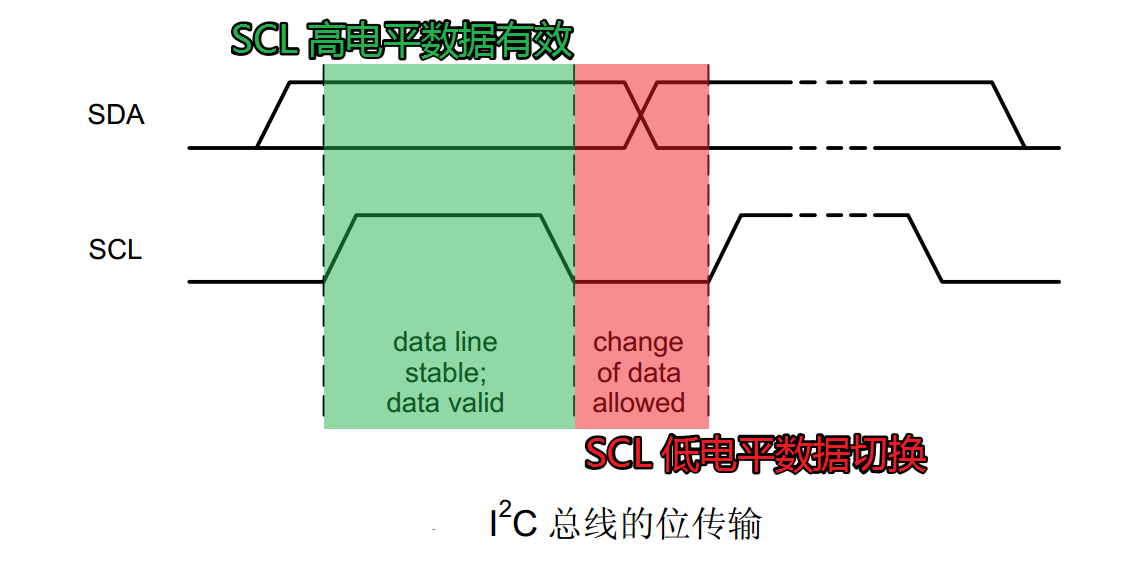 SCL 高电平数据有效
SDA
SCL
data line
stable;
data valid
change
of data
allowed
SCL 低电平数据切换
I²C 总线的位传输